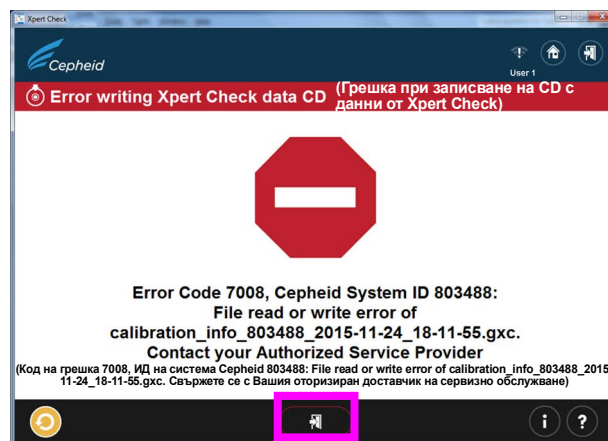 Xpert Check
Cepheid
User 1
Error writing Xpert Check data CD
(Грешка при записване на CD с
данни от Xpert Check)
Error Code 7008, Cepheid System ID 803488:
File read or write error of
calibration_info_803488_2015-11-24_18-11-55.gxc.
Contact your Authorized Service Provider
(Код на грешка 7008, ИД на система Cepheid 803488: File read or write error of calibration_info_803488_2015
11-24_18-11-55.gxc. Свържете се с Вашия оторизиран доставчик на сервизно обслужване)
i ?